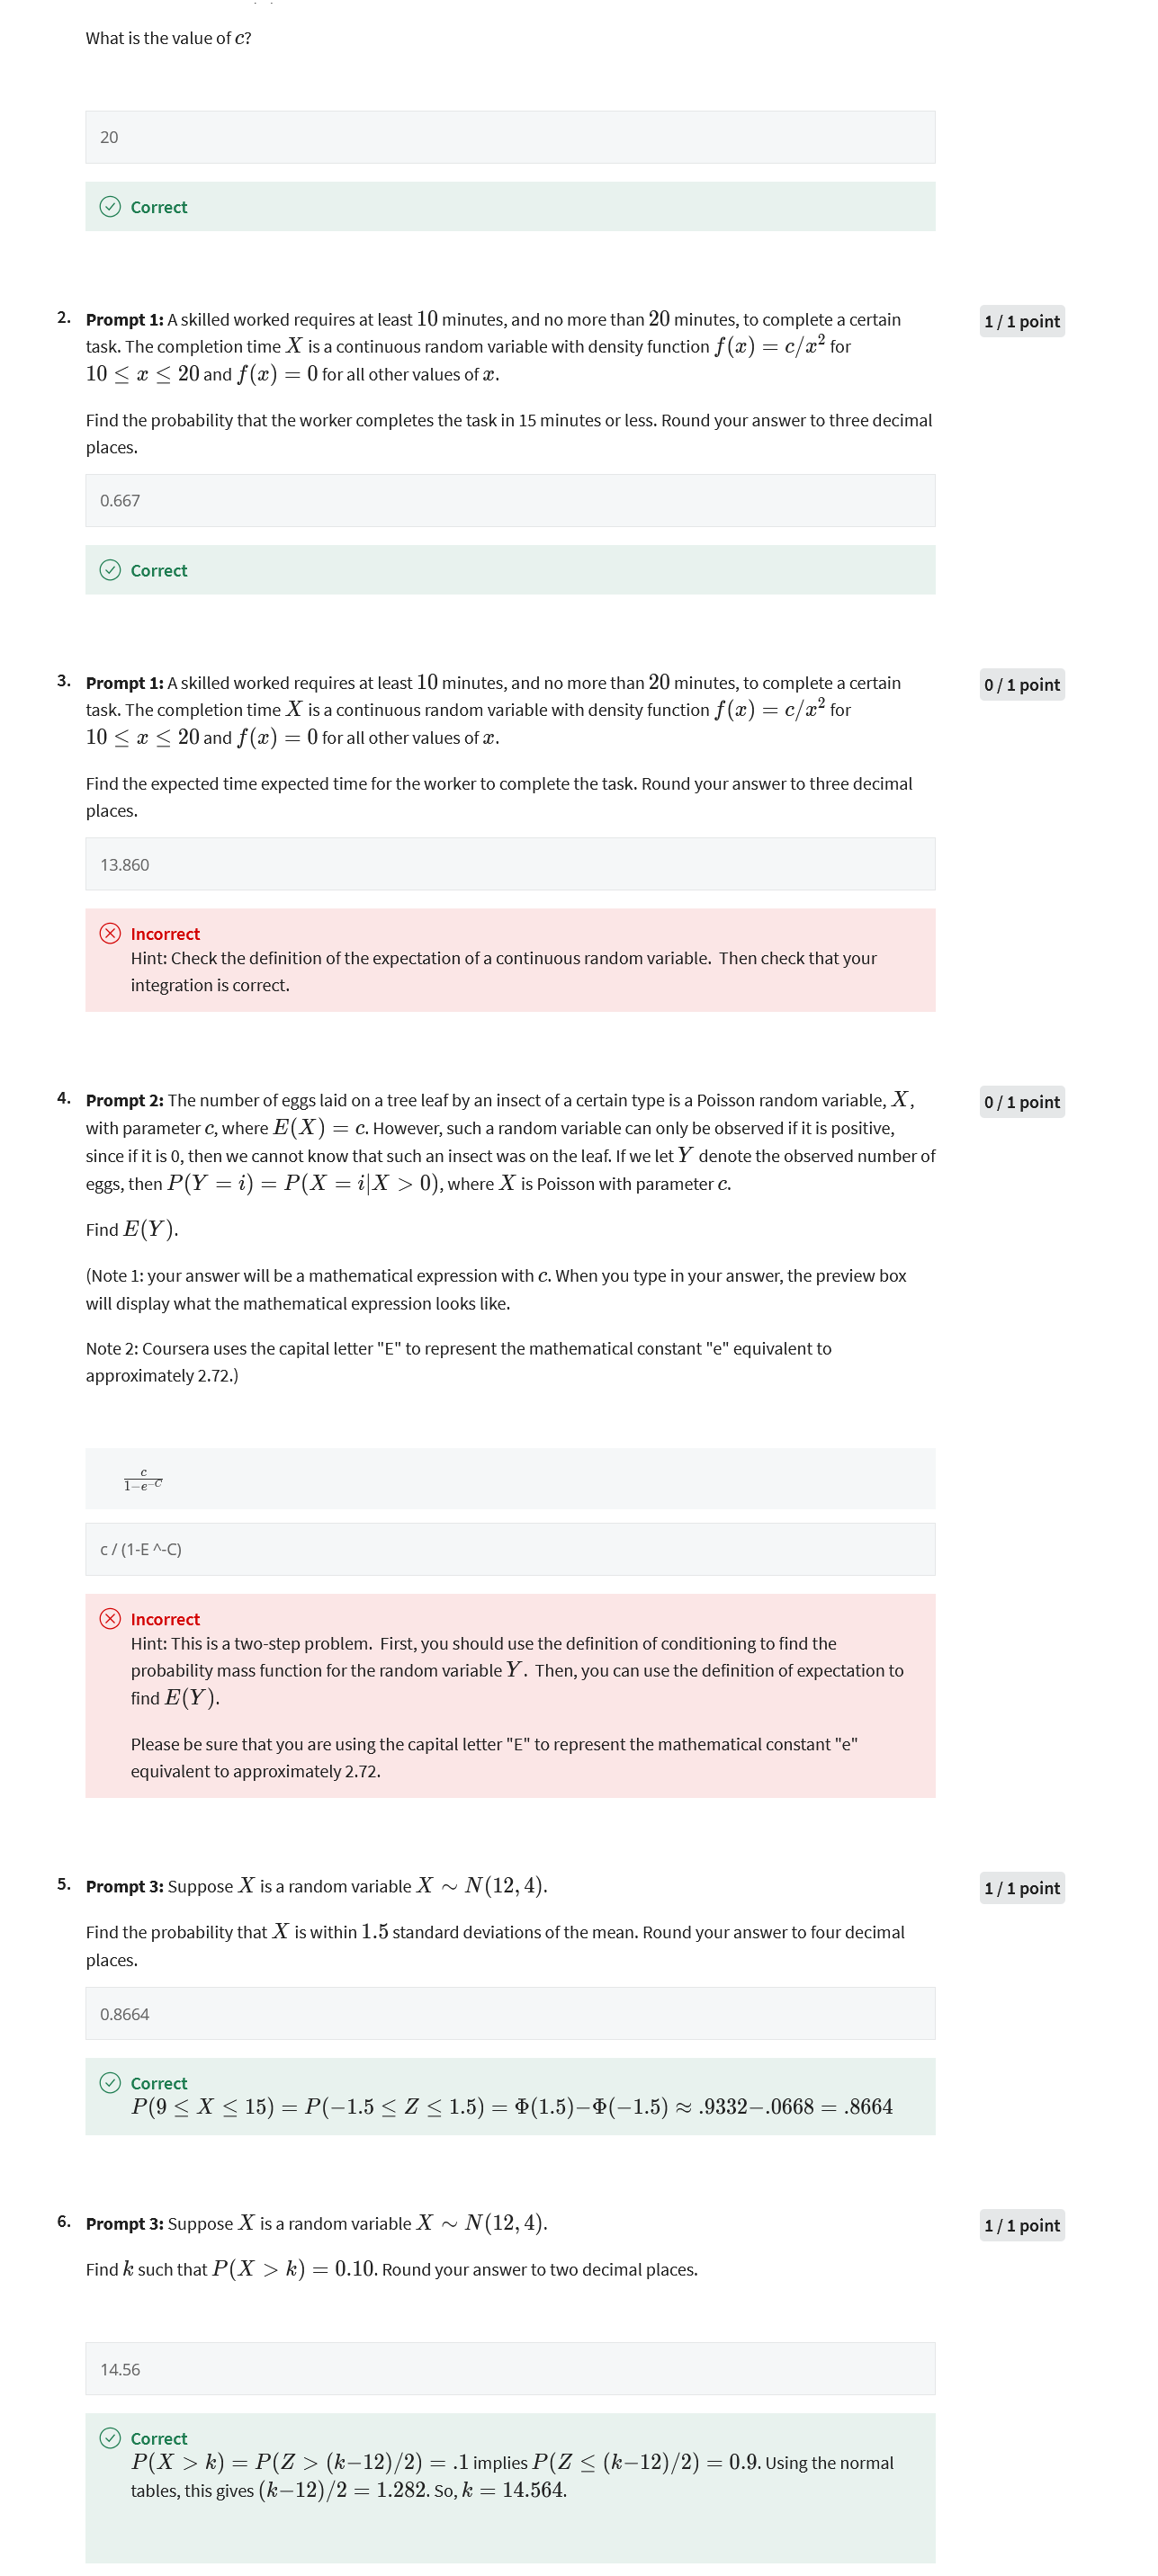 What is the value of c?
20
Correct
2. Prompt 1: A skilled worked requires at least 10 minutes, and no more than 20 minutes, to complete a certain
task. The completion time X is a continuous random variable with density function f(x) = c/x² for
10 ≤ x ≤ 20 and f(x) = 0 for all other values of x.
1 / 1 point
Find the probability that the worker completes the task in 15 minutes or less. Round your answer to three decimal
places.
0.667
Correct
3. Prompt 1: A skilled worked requires at least 10 minutes, and no more than 20 minutes, to complete a certain
task. The completion time X is a continuous random variable with density function f(x) = c/x² for
10 ≤ x ≤ 20 and f(x) = 0 for all other values of x.
0 / 1 point
Find the expected time expected time for the worker to complete the task. Round your answer to three decimal
places.
13.860
Incorrect
Hint: Check the definition of the expectation of a continuous random variable. Then check that your
integration is correct.
4. Prompt 2: The number of eggs laid on a tree leaf by an insect of a certain type is a Poisson random variable, X,
with parameter c, where E(X) = c. However, such a random variable can only be observed if it is positive,
since if it is 0, then we cannot know that such an insect was on the leaf. If we let Y denote the observed number of
eggs, then P(Y = i) = P(X = i|X > 0), where X is Poisson with parameter c.
0 / 1 point
Find E(Y).
(Note 1: your answer will be a mathematical expression with c. When you type in your answer, the preview box
will display what the mathematical expression looks like.
Note 2: Coursera uses the capital letter "E" to represent the mathematical constant "e" equivalent to
approximately 2.72.)
c/(1−e^−C)
c / (1-E ^-C)
Incorrect
Hint: This is a two-step problem. First, you should use the definition of conditioning to find the
probability mass function for the random variable Y. Then, you can use the definition of expectation to
find E(Y).
Please be sure that you are using the capital letter "E" to represent the mathematical constant "e"
equivalent to approximately 2.72.
5. Prompt 3: Suppose X is a random variable X ∼ N(12, 4).
1 / 1 point
Find the probability that X is within 1.5 standard deviations of the mean. Round your answer to four decimal
places.
0.8664
Correct
P(9 ≤ X ≤ 15) = P(−1.5 ≤ Z ≤ 1.5) = Φ(1.5)−Φ(−1.5) ≈ .9332−.0668 = .8664
6. Prompt 3: Suppose X is a random variable X ∼ N(12, 4).
1 / 1 point
Find k such that P(X > k) = 0.10. Round your answer to two decimal places.
14.56
Correct
P(X > k) = P(Z > (k−12)/2) = .1 implies P(Z ≤ (k−12)/2) = 0.9. Using the normal
tables, this gives (k−12)/2 = 1.282. So, k = 14.564.